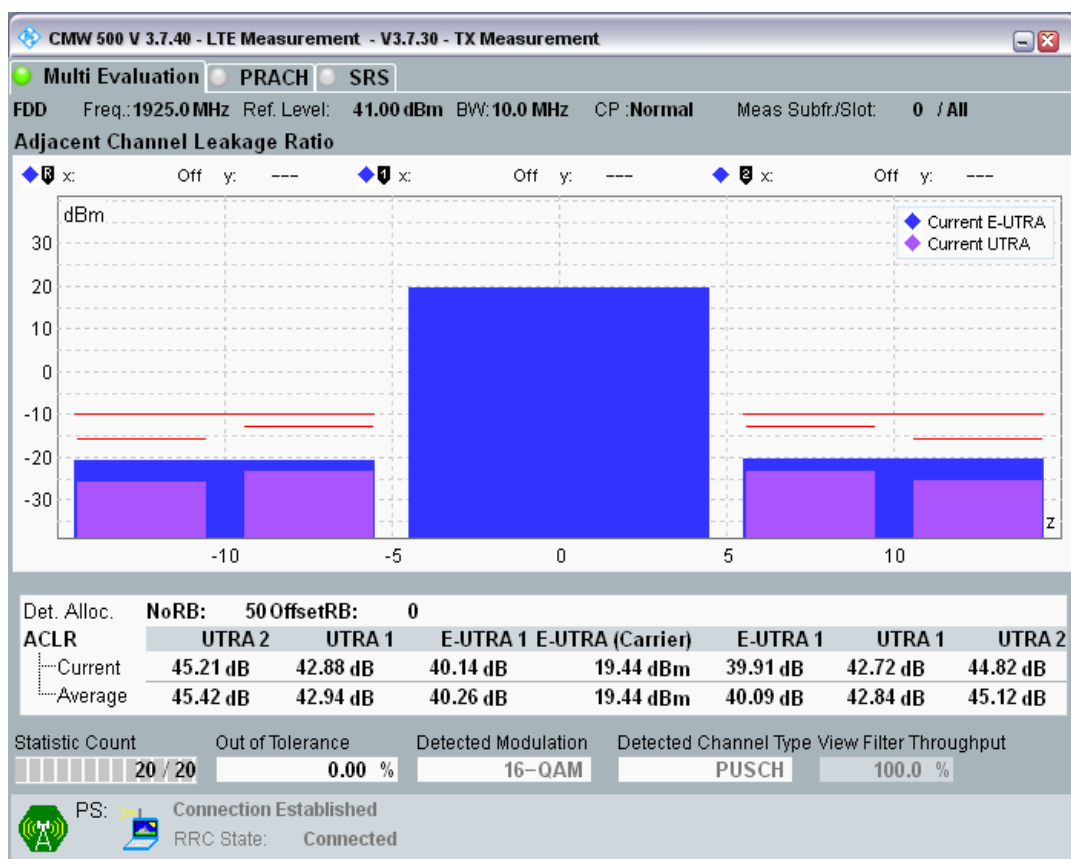 CMW 500 V 3.7.40 - LTE Measurement - V3.7.30 - TX Measurement
Multi Evaluation PRACH SRS
FDD Freq.: 1925.0 MHz Ref. Level: 41.00 dBm BW: 10.0 MHz CP :Normal Meas Subfr./Slot: 0 / All
Adjacent Channel Leakage Ratio
R x: Off y: --- 1 x: Off y: --- 2 x: Off y: ---
dBm
Current E-UTRA
Current UTRA
30
20
10
0
-10
-20
-30
z
-10 -5 0 5 10
Det. Alloc. NoRB: 50 OffsetRB: 0
ACLR UTRA 2 UTRA 1 E-UTRA 1 E-UTRA (Carrier) E-UTRA 1 UTRA 1 UTRA 2
Current 45.21 dB 42.88 dB 40.14 dB 19.44 dBm 39.91 dB 42.72 dB 44.82 dB
Average 45.42 dB 42.94 dB 40.26 dB 19.44 dBm 40.09 dB 42.84 dB 45.12 dB
Statistic Count Out of Tolerance Detected Modulation Detected Channel Type View Filter Throughput
20 / 20 0.00 % 16-QAM PUSCH 100.0 %
PS: Connection Established
RRC State: Connected